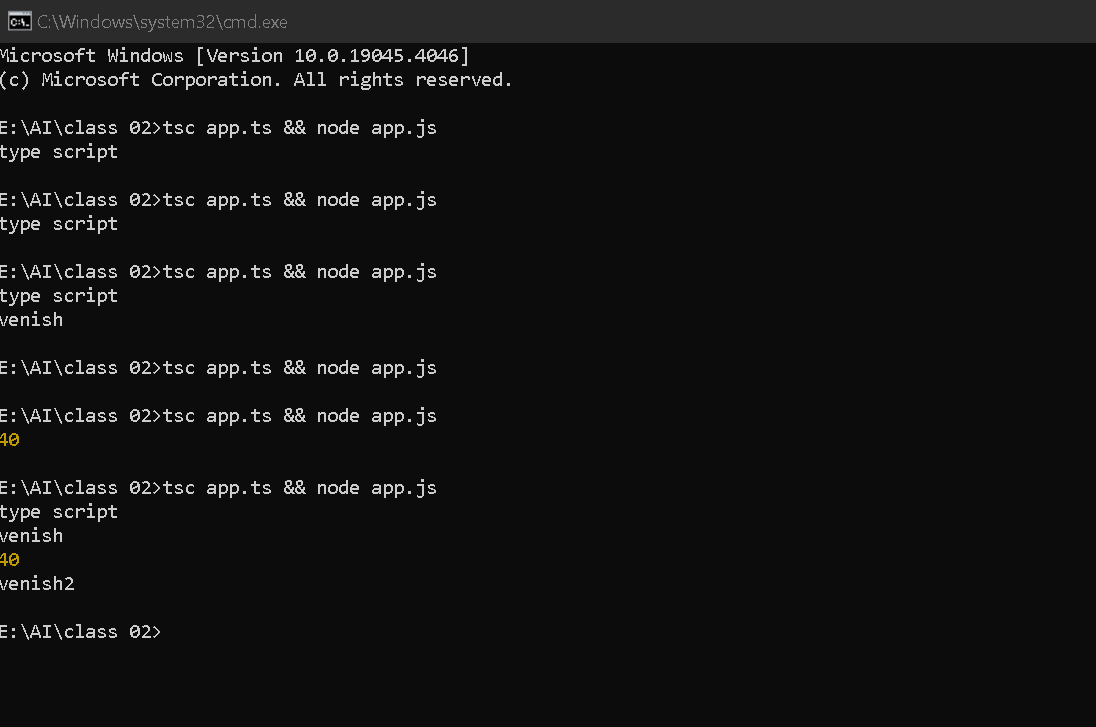 C:\Windows\system32\cmd.exe
Microsoft Windows [Version 10.0.19045.4046]
(c) Microsoft Corporation. All rights reserved.
E:\AI\class 02>tsc app.ts && node app.js
type script
E:\AI\class 02>tsc app.ts && node app.js
type script
E:\AI\class 02>tsc app.ts && node app.js
type script
venish
E:\AI\class 02>tsc app.ts && node app.js
E:\AI\class 02>tsc app.ts && node app.js
40
E:\AI\class 02>tsc app.ts && node app.js
type script
venish
40
venish2
E:\AI\class 02>